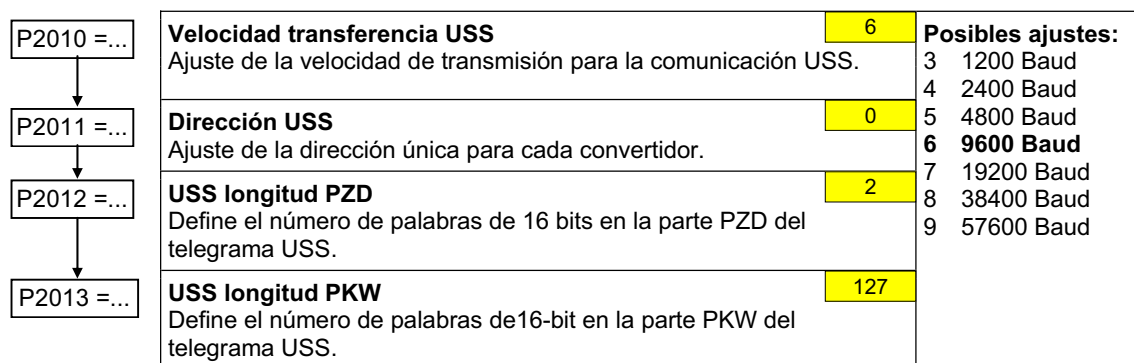 P2010 =...
Velocidad transferencia USS
6
Ajuste de la velocidad de transmisión para la comunicación USS.
P2011 =...
Dirección USS
0
Ajuste de la dirección única para cada convertidor.
P2012 =...
USS longitud PZD
2
Define el número de palabras de 16 bits en la parte PZD del
telegrama USS.
P2013 =...
USS longitud PKW
127
Define el número de palabras de16-bit en la parte PKW del
telegrama USS.
Posibles ajustes:
3 1200 Baud
4 2400 Baud
5 4800 Baud
6 9600 Baud
7 19200 Baud
8 38400 Baud
9 57600 Baud